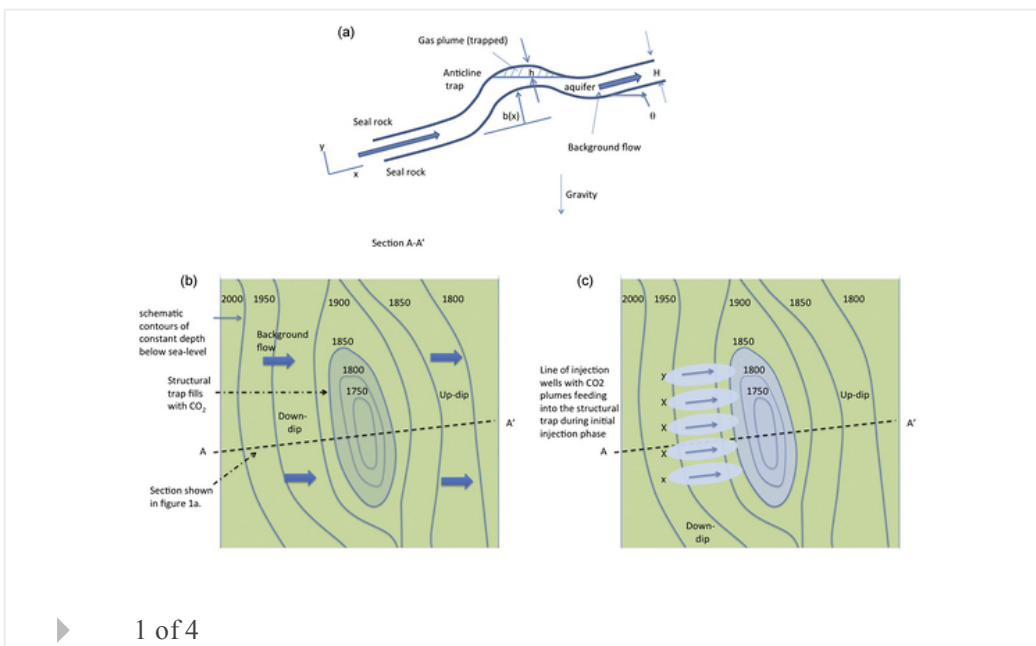 (a)
Gas plume (trapped)
Anticline
trap
h
H
aquifer
b(x)
θ
Seal rock
Background flow
y
x
Seal rock
Gravity
Section A-A'
(b)
2000 1950 1900 1850 1800
schematic
contours of
constant depth
below sea-level
Background
flow
1850
1800
1750
Structural
trap fills
with CO₂
Down-
dip
Up-dip
A
A'
Section shown
in figure 1a.
(c)
2000 1950 1900 1850 1800
1850
1800
1750
Line of injection
wells with CO2
plumes feeding
into the structural
trap during initial
injection phase
y
X
X
X
x
Up-dip
A
A'
Down-
dip
1 of 4